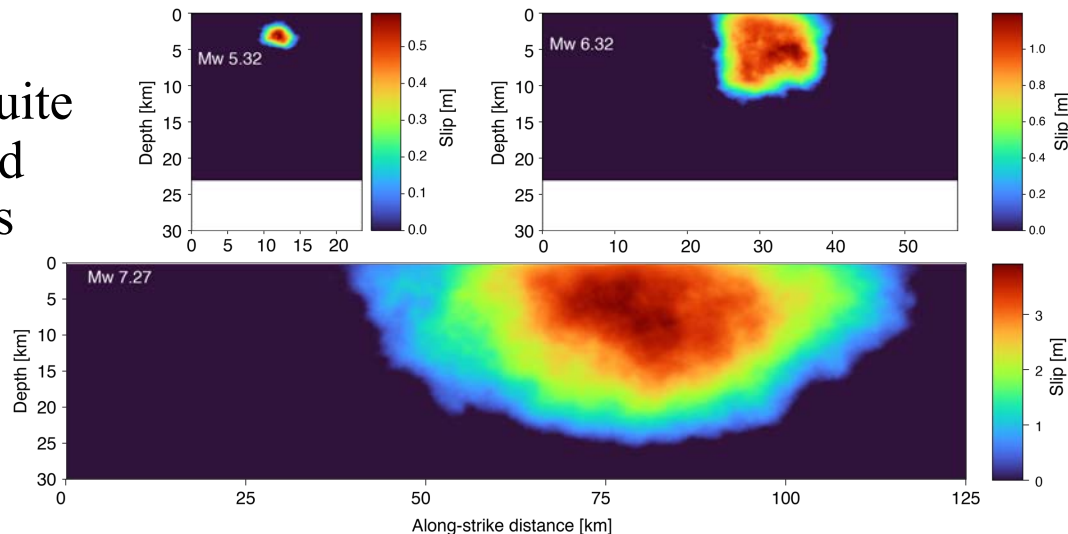 uite
d
s
0
5
10
15
20
25
30
Depth [km]
Mw 5.32
0 5 10 15 20
0.5
0.4
0.3
0.2
0.1
0.0
Slip [m]
0
5
10
15
20
25
30
Depth [km]
Mw 6.32
0 10 20 30 40 50
1.0
0.8
0.6
0.4
0.2
0.0
Slip [m]
0
5
10
15
20
25
30
Depth [km]
Mw 7.27
0 25 50 75 100 125
Along-strike distance [km]
3
2
1
0
Slip [m]